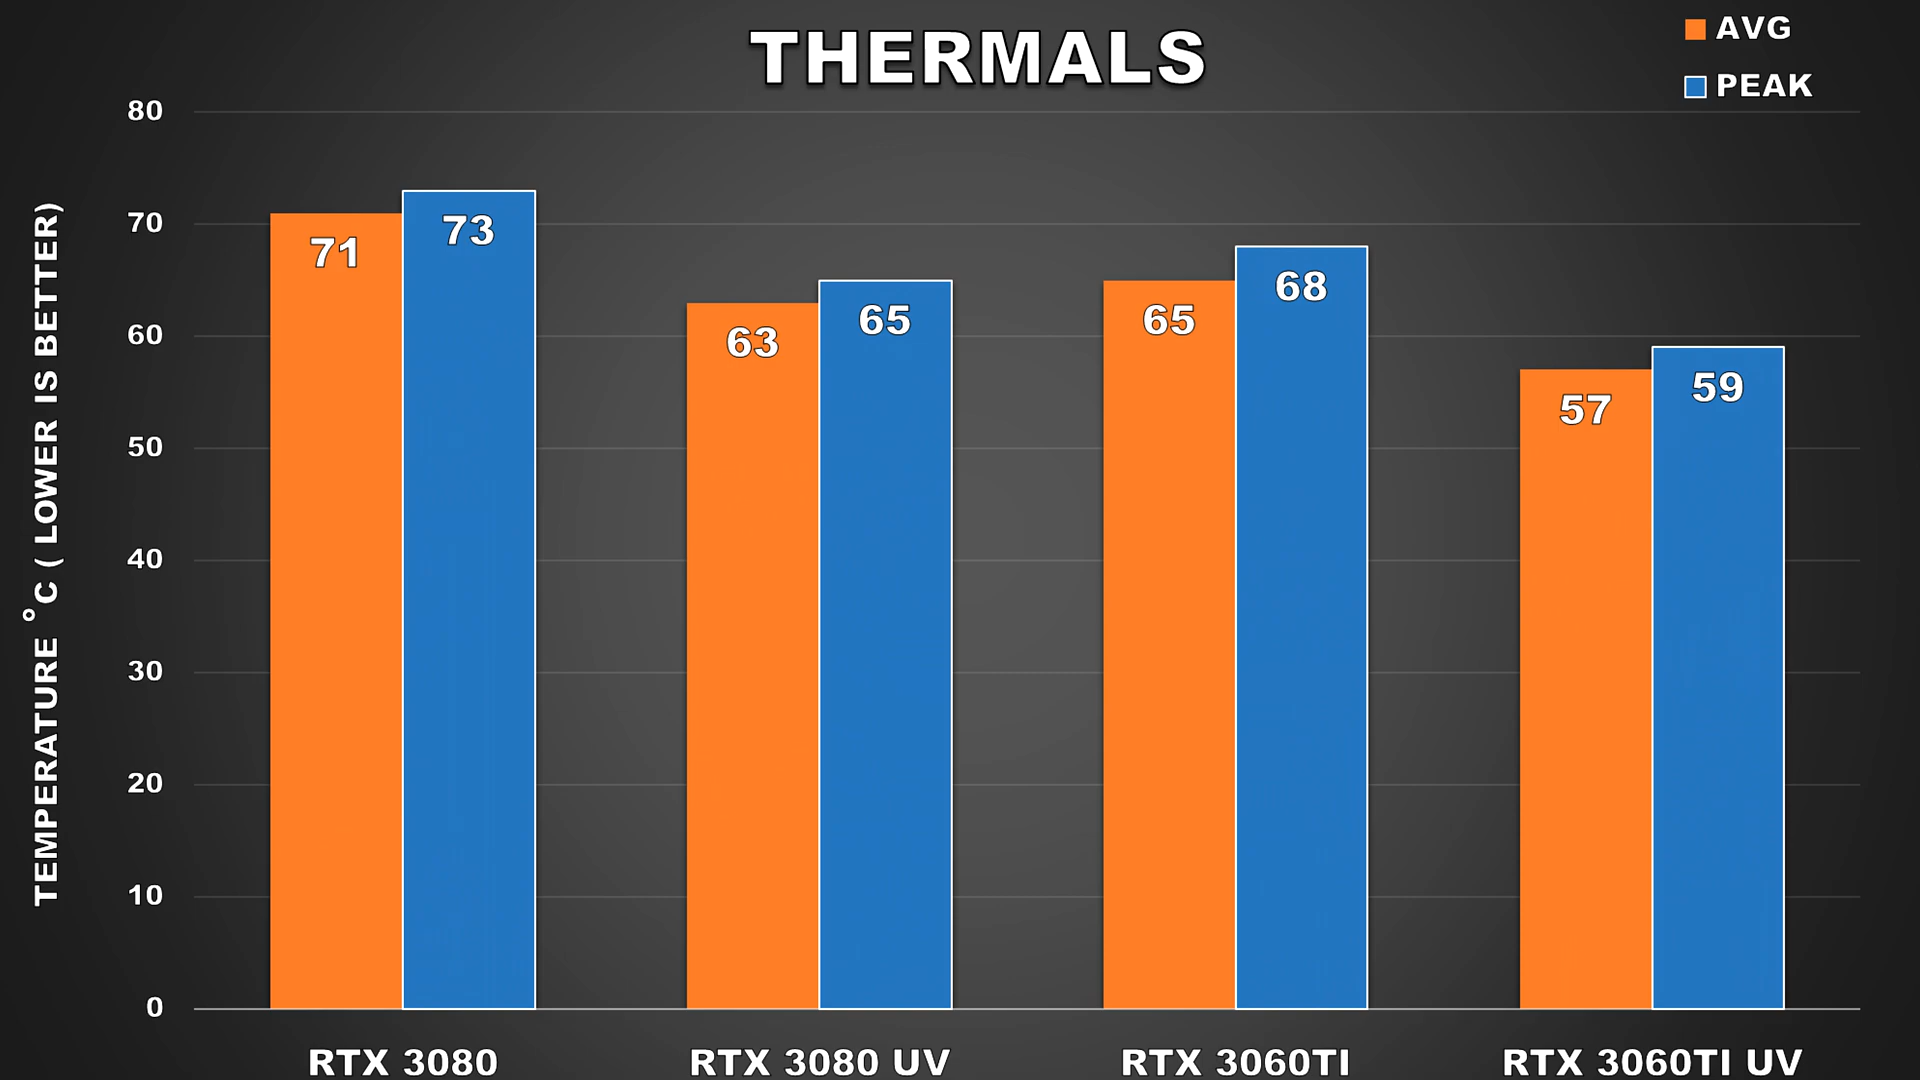 THERMALS
AVG
PEAK
TEMPERATURE °C ( LOWER IS BETTER)
80
70
60
50
40
30
20
10
0
71
73
63
65
65
68
57
59
RTX 3080
RTX 3080 UV
RTX 3060TI
RTX 3060TI UV